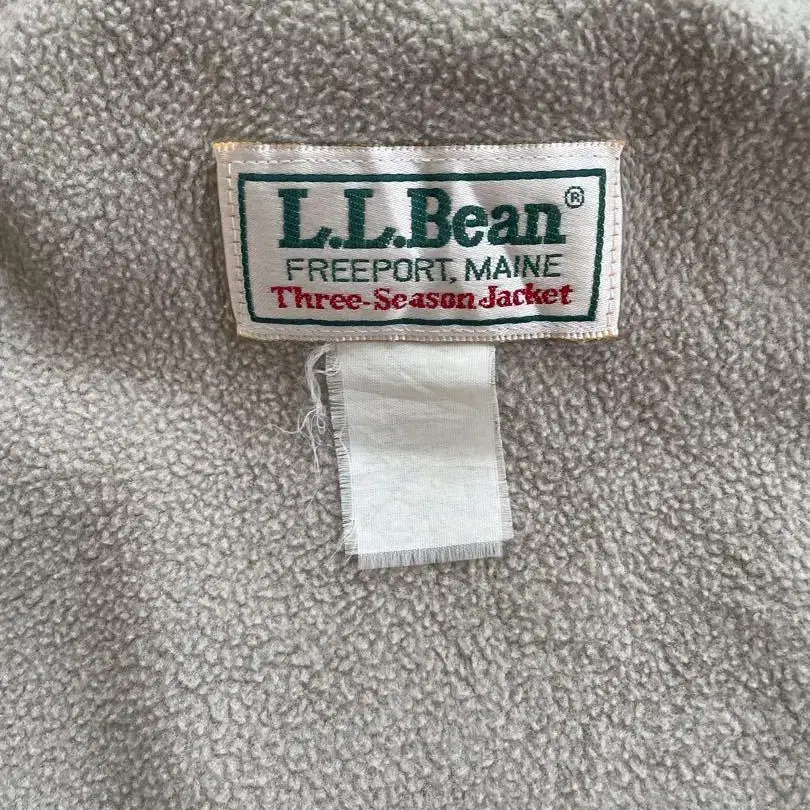 L.L.Bean®
FREEPORT, MAINE
Three-Season Jacket